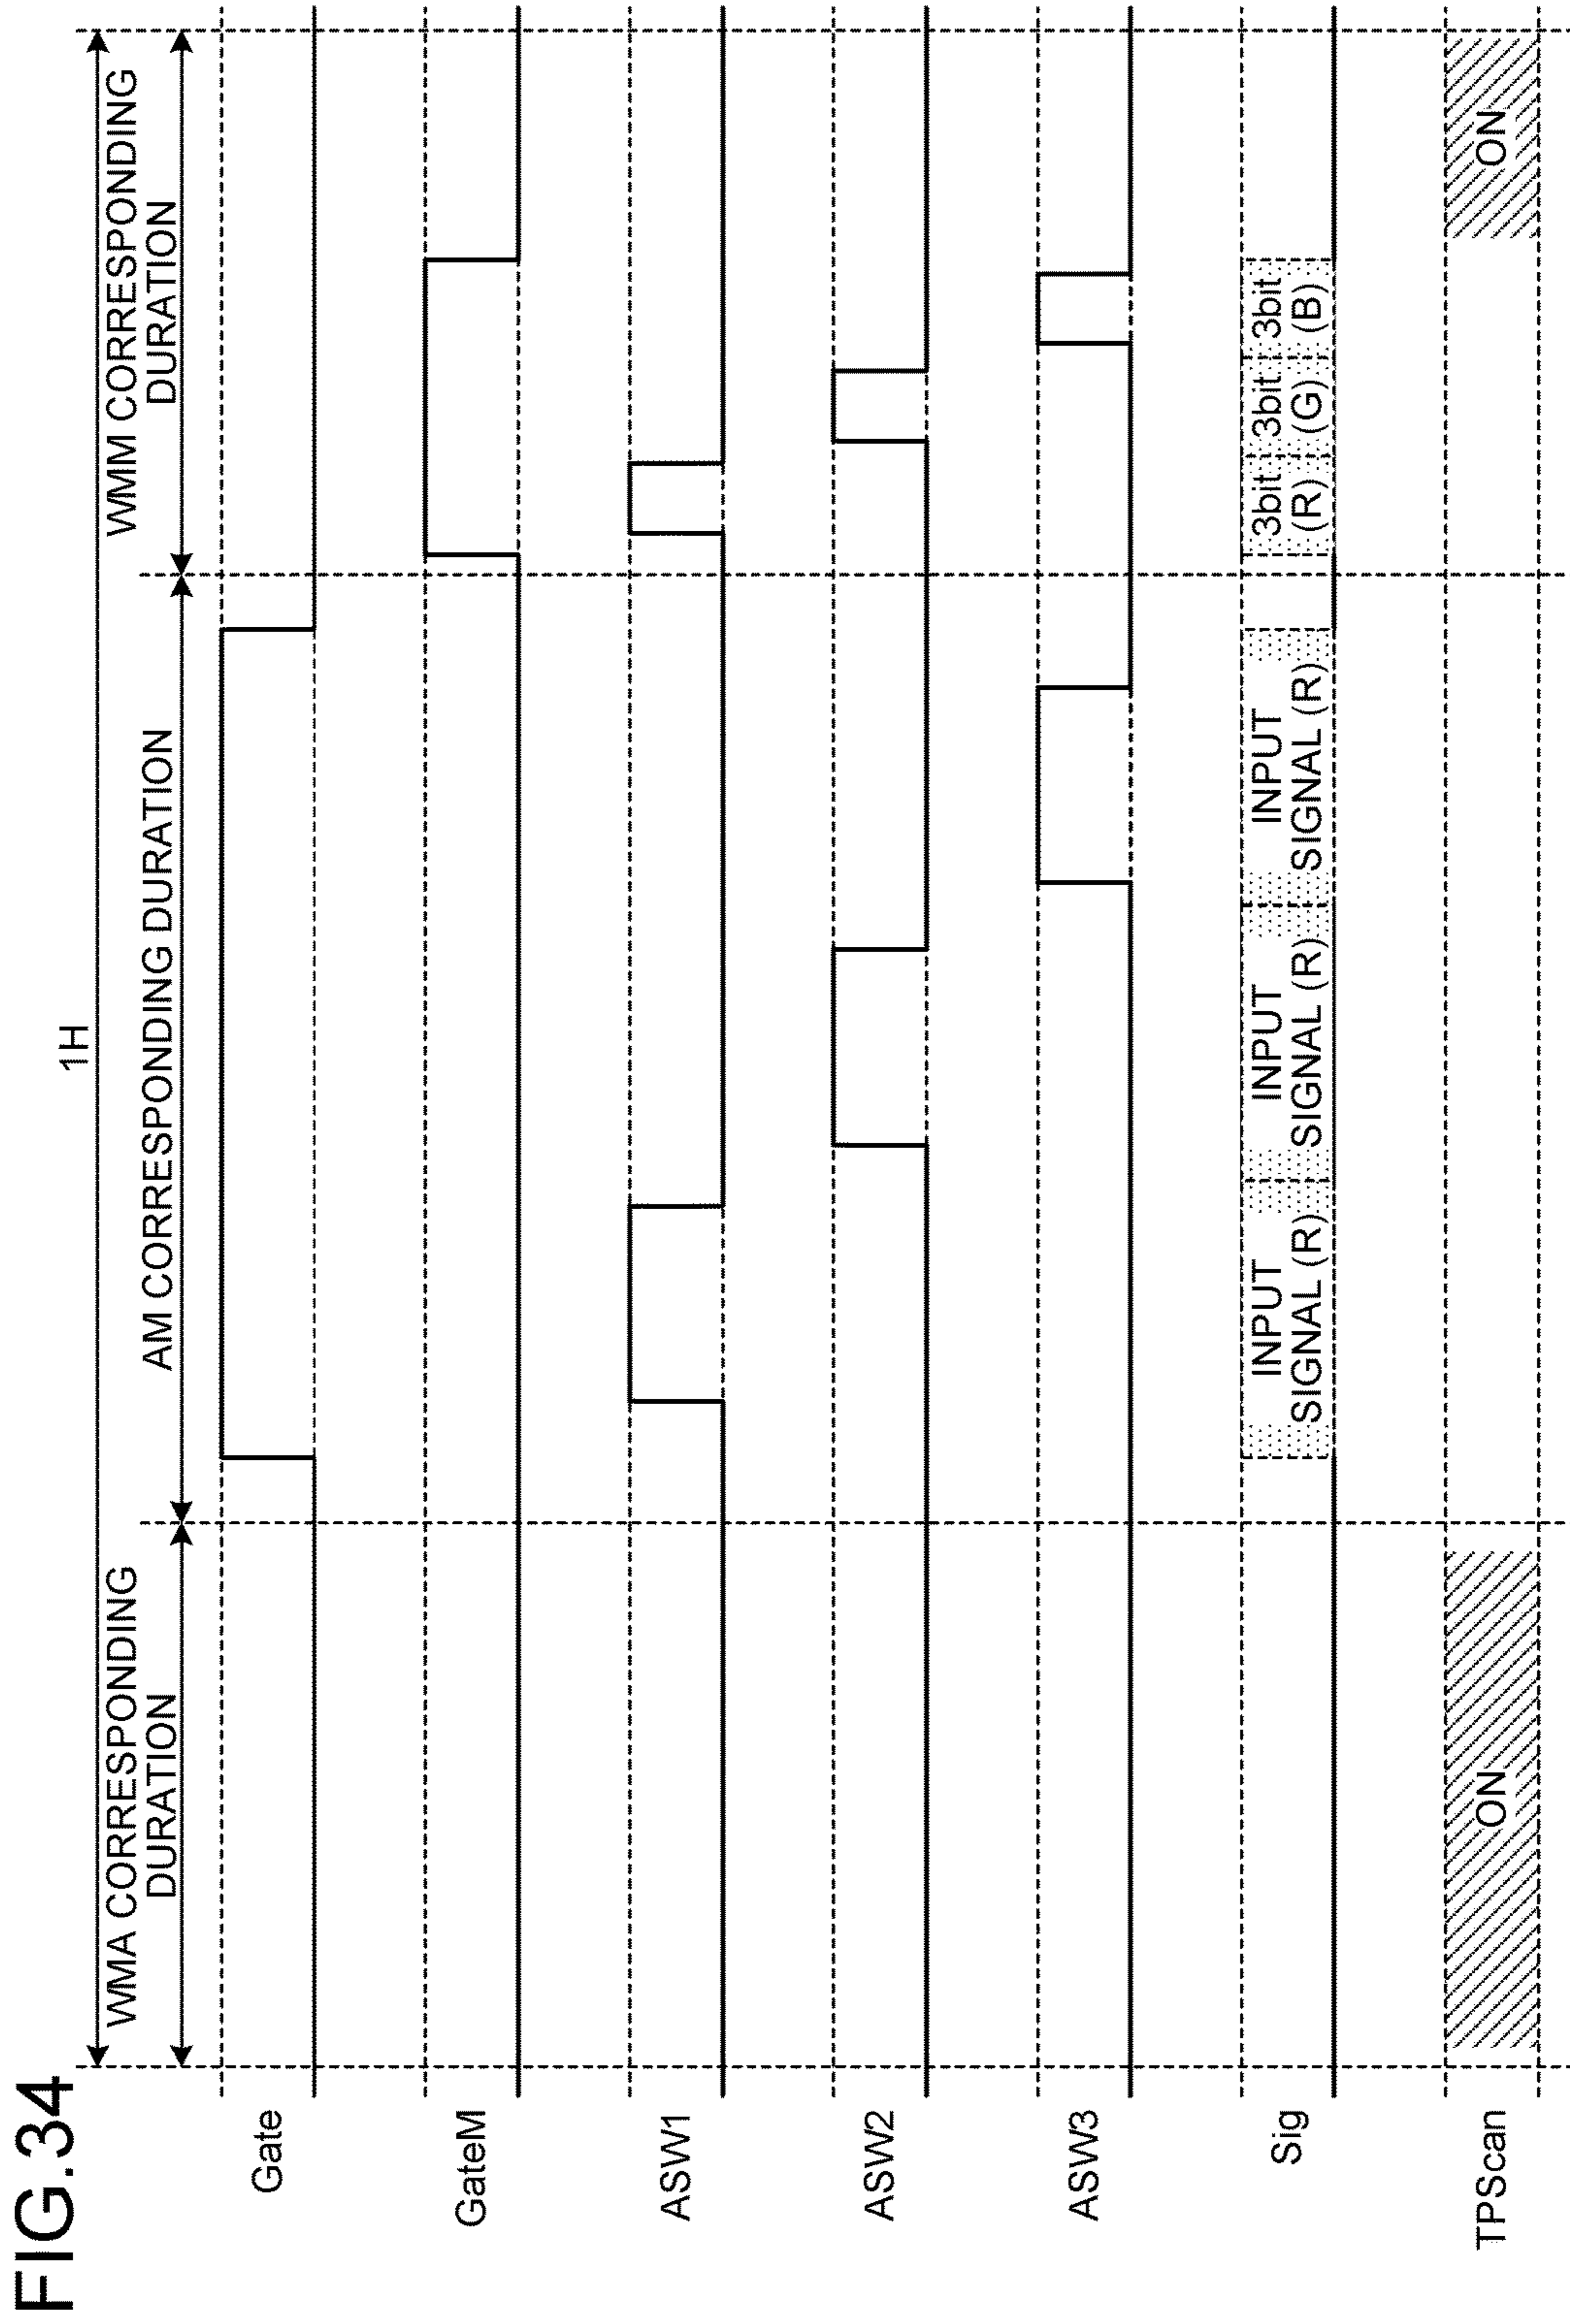 FIG.34
1H
WMA CORRESPONDING
DURATION
AM CORRESPONDING DURATION
WMM CORRESPONDING
DURATION
Gate
GateM
ASW1
ASW2
ASW3
Sig
INPUT
SIGNAL (R)
INPUT
SIGNAL (R)
INPUT
SIGNAL (R)
3bit
(R)
3bit
(G)
3bit
(B)
TPScan
ON
ON